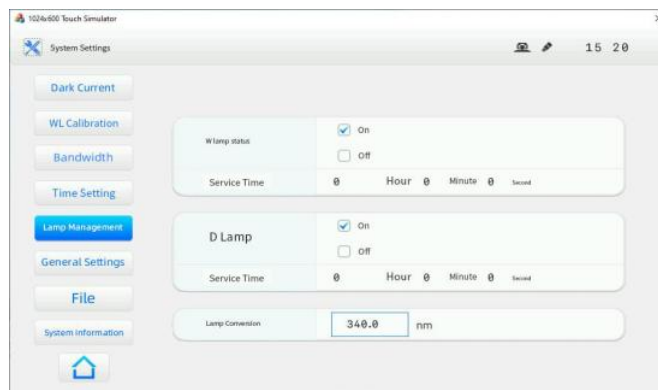 1024x600 Touch Simulator
System Settings
15 20
Dark Current
WL Calibration
Bandwidth
Time Setting
Lamp Management
General Settings
File
System Information
W lamp status
On
Off
Service Time 0 Hour 0 Minute 0 Second
D Lamp
On
Off
Service Time 0 Hour 0 Minute 0 Second
Lamp Conversion 340.0 nm